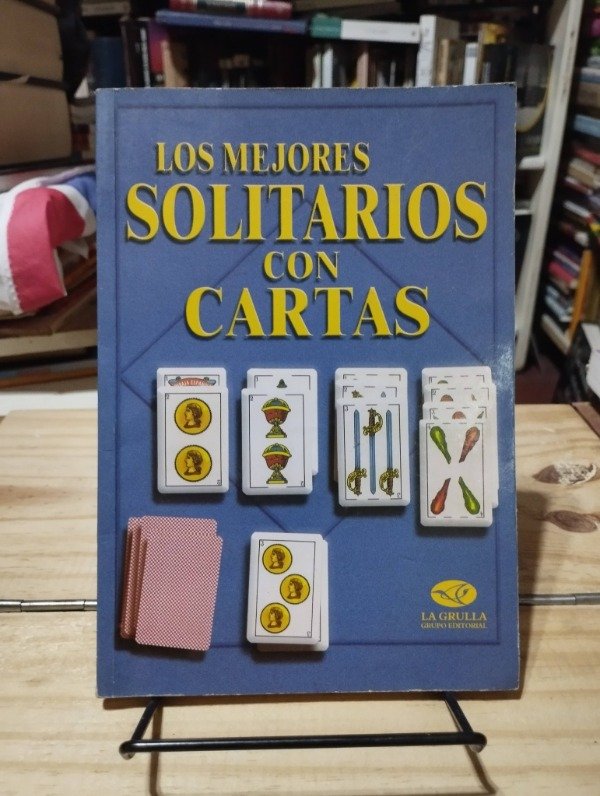 LOS MEJORES
SOLITARIOS
CON
CARTAS
LA GRULLA
GRUPO EDITORIAL